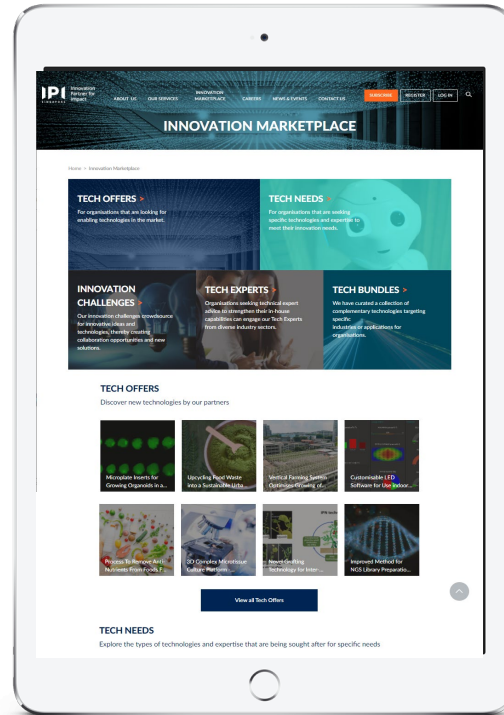 IPI
SINGAPORE
Innovation
Partner for
Impact
ABOUT US
OUR SERVICES
INNOVATION
MARKETPLACE
CAREERS
NEWS & EVENTS
CONTACT US
SUBSCRIBE
REGISTER
LOG IN
INNOVATION MARKETPLACE
Home > Innovation Marketplace
TECH OFFERS >
For organisations that are looking for
enabling technologies in the market.
TECH NEEDS >
For organisations that are seeking
specific technologies and expertise to
meet their innovation needs.
INNOVATION
CHALLENGES >
Our innovation challenges crowdsource
for innovative ideas and
technologies, thereby creating
collaboration opportunities and new
solutions.
TECH EXPERTS >
Organisations seeking technical expert
advice to strengthen their in-house
capabilities can engage our Tech Experts
from diverse industry sectors.
TECH BUNDLES >
We have curated a collection of
complementary technologies targeting
specific
industries or applications for
organisations.
TECH OFFERS
Discover new technologies by our partners
Microplate Inserts for
Growing Organoids in a...
Upcycling Food Waste
into a Sustainable Urba...
Vertical Farming System
Optimises Growing of...
Customisable LED
Software for Use Indoor...
Process To Remove Anti-
Nutrients From Foods F...
3D Complex Microtissue
Culture Platform...
Novel Grafting
Technology for Inter-...
Improved Method for
NGS Library Preparatio...
View all Tech Offers
TECH NEEDS
Explore the types of technologies and expertise that are being sought after for specific needs